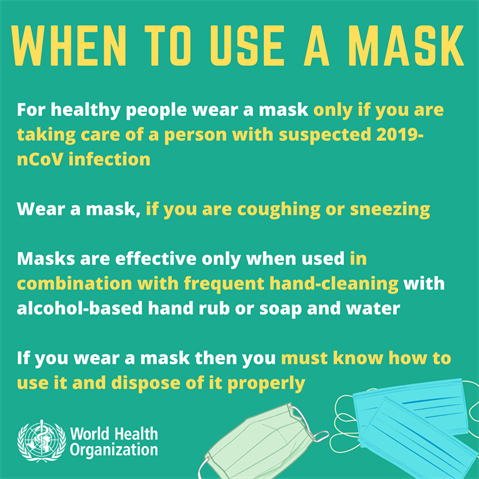 WHEN TO USE A MASK
For healthy people wear a mask only if you are
taking care of a person with suspected 2019-
nCoV infection
Wear a mask, if you are coughing or sneezing
Masks are effective only when used in
combination with frequent hand-cleaning with
alcohol-based hand rub or soap and water
If you wear a mask then you must know how to
use it and dispose of it properly
World Health
Organization